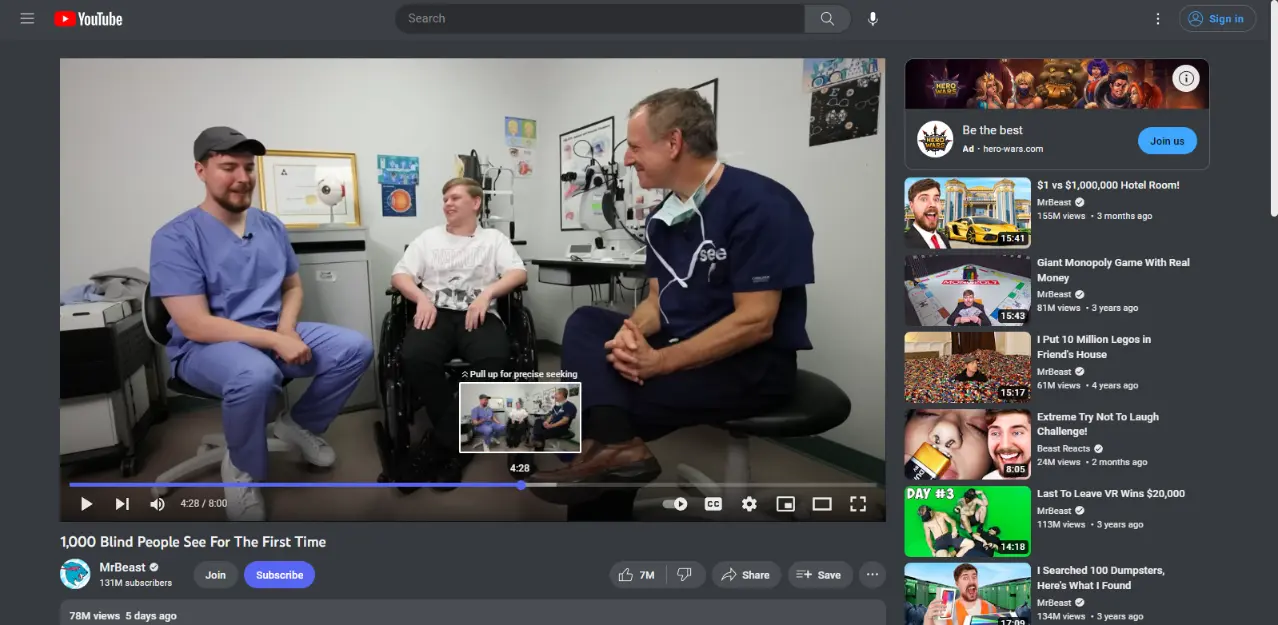 YouTube
Search
Sign in
see
Pull up for precise seeking
4:28
4:28 / 8:00
CC
1,000 Blind People See For The First Time
MrBeast
131M subscribers
Join
Subscribe
7M
Share
Save
78M views 5 days ago
HERO WARS
Be the best
Ad · hero-wars.com
Join us
HERO WARS
$1 vs $1,000,000 Hotel Room!
MrBeast
155M views • 3 months ago
15:41
Giant Monopoly Game With Real
Money
MrBeast
81M views • 3 years ago
15:43
I Put 10 Million Legos in
Friend's House
MrBeast
61M views • 4 years ago
15:17
Extreme Try Not To Laugh
Challenge!
Beast Reacts
24M views • 2 months ago
8:05
DAY #3
Last To Leave VR Wins $20,000
MrBeast
113M views • 3 years ago
14:18
I Searched 100 Dumpsters,
Here's What I Found
MrBeast
134M views • 3 years ago
17:09